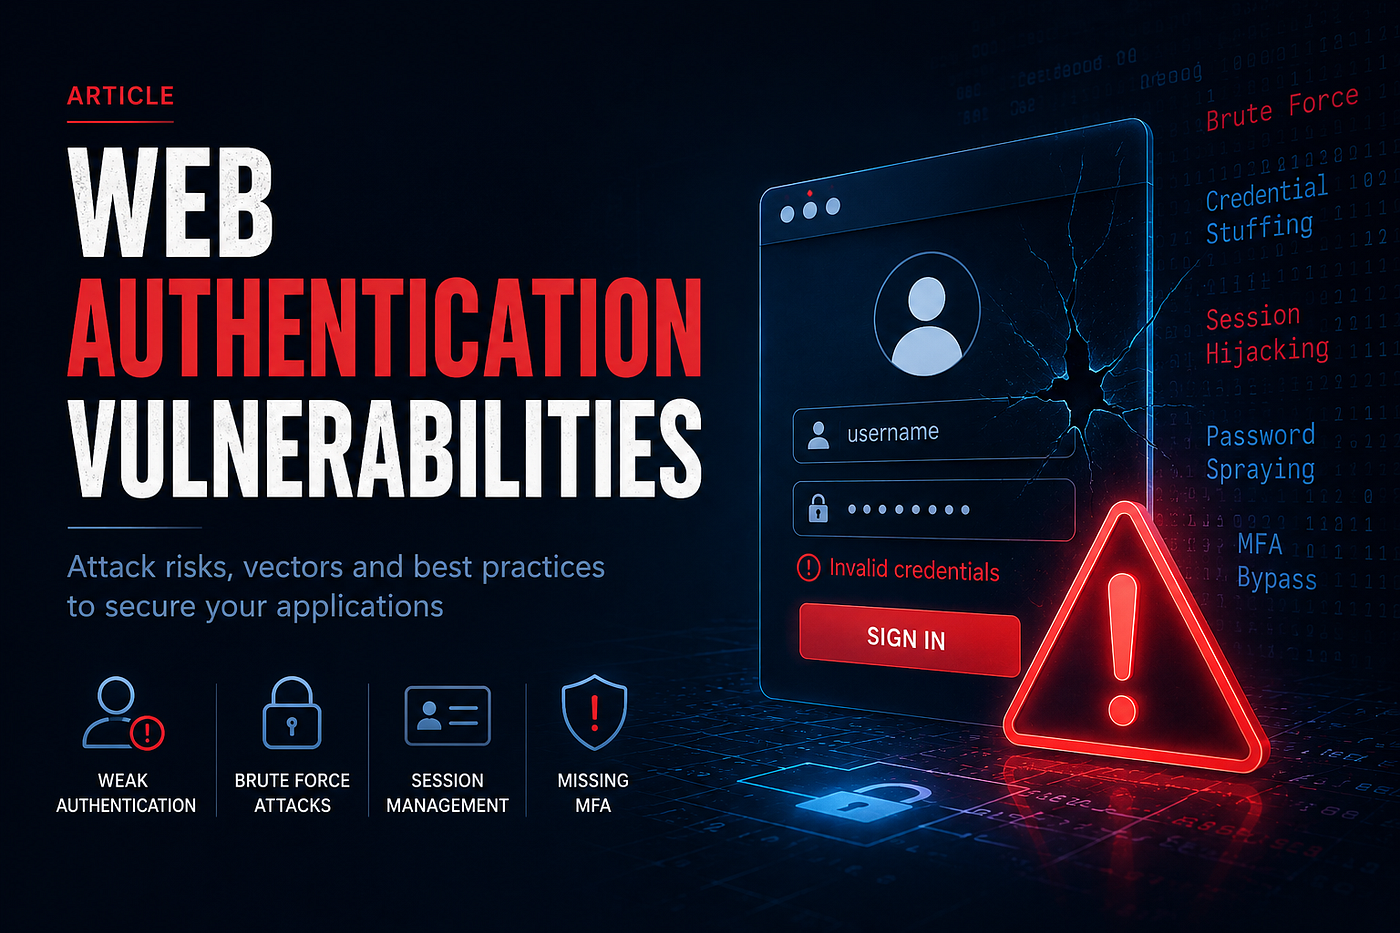 ARTICLE
WEB
AUTHENTICATION
VULNERABILITIES
Attack risks, vectors and best practices
to secure your applications
WEAK
AUTHENTICATION
BRUTE FORCE
ATTACKS
SESSION
MANAGEMENT
MISSING
MFA
username
Invalid credentials
SIGN IN
Brute Force
Credential
Stuffing
Session
Hijacking
Password
Spraying
MFA
Bypass